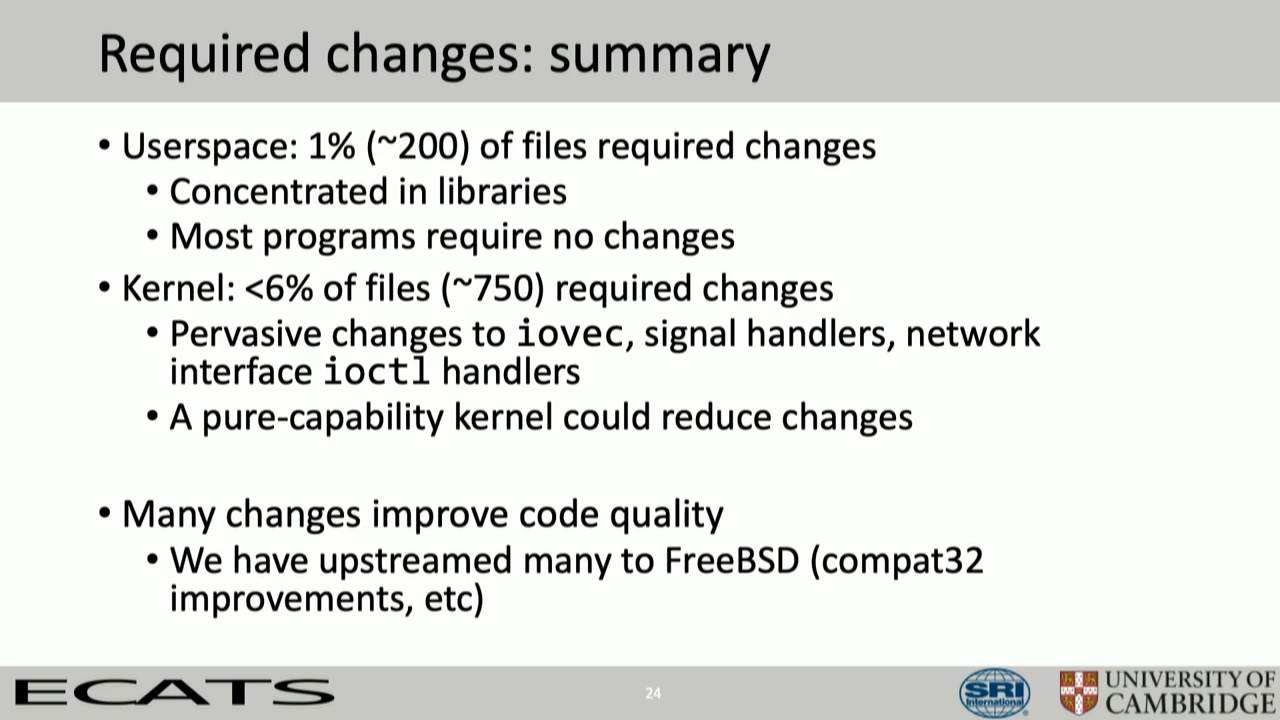 Required changes: summary
• Userspace: 1% (~200) of files required changes
• Concentrated in libraries
• Most programs require no changes
• Kernel: <6% of files (~750) required changes
• Pervasive changes to iovec, signal handlers, network
interface ioctl handlers
• A pure-capability kernel could reduce changes
• Many changes improve code quality
• We have upstreamed many to FreeBSD (compat32
improvements, etc)
ECATS
24
SRI
International
UNIVERSITY OF
CAMBRIDGE